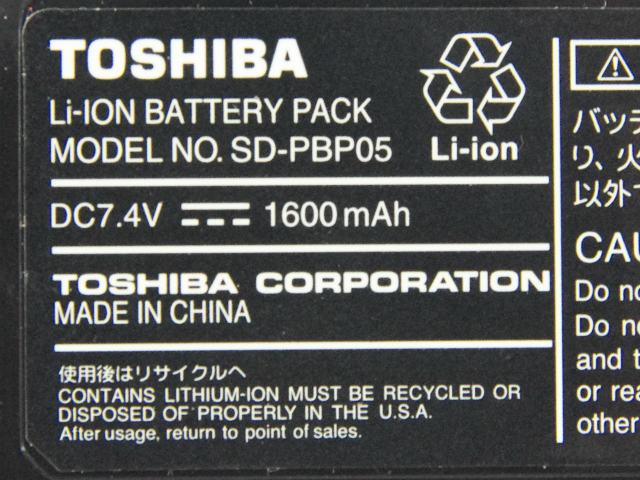 TOSHIBA
Li-ION BATTERY PACK
MODEL NO. SD-PBP05
Li-ion
DC7.4V 1600mAh
TOSHIBA CORPORATION
MADE IN CHINA
使用後はリサイクルへ
CONTAINS LITHIUM-ION MUST BE RECYCLED OR
DISPOSED OF PROPERLY IN THE U.S.A.
After usage, return to point of sales.
バッテ
り、火
以外
CAU
Do no
Do no
and t
or rea
other